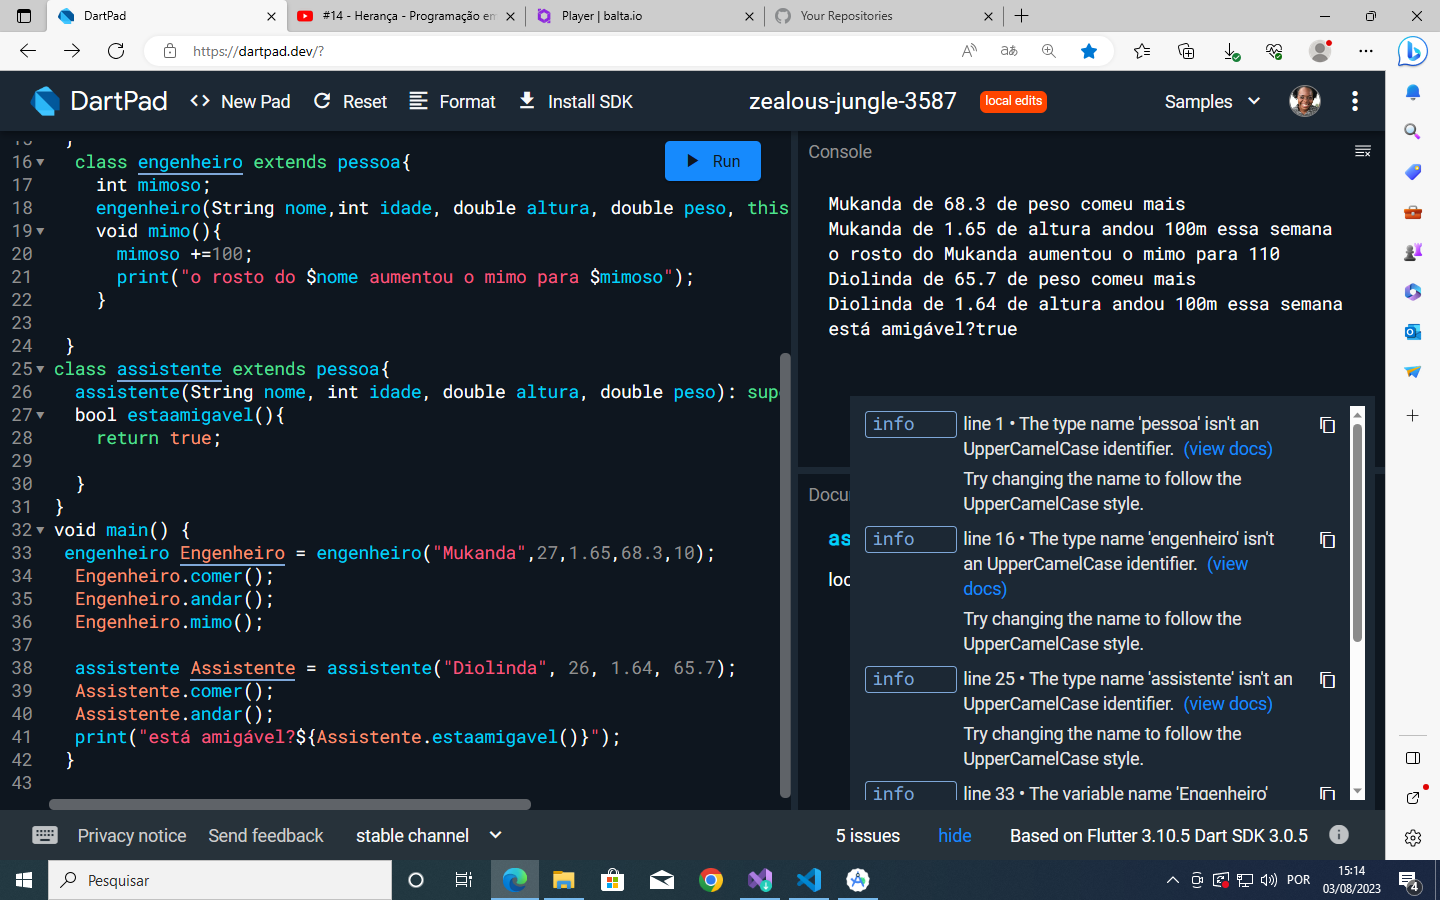 DartPad
#14 - Herança - Programação em
Player | balta.io
Your Repositories
https://dartpad.dev/?
DartPad
New Pad
Reset
Format
Install SDK
zealous-jungle-3587
local edits
Samples
16 class engenheiro extends pessoa{
17 int mimoso;
18 engenheiro(String nome,int idade, double altura, double peso, this
19 void mimo(){
20 mimoso +=100;
21 print("o rosto do $nome aumentou o mimo para $mimoso");
22 }
23
24 }
25 class assistente extends pessoa{
26 assistente(String nome, int idade, double altura, double peso): supe
27 bool estaamigavel(){
28 return true;
29
30 }
31 }
32 void main() {
33 engenheiro Engenheiro = engenheiro("Mukanda",27,1.65,68.3,10);
34 Engenheiro.comer();
35 Engenheiro.andar();
36 Engenheiro.mimo();
37
38 assistente Assistente = assistente("Diolinda", 26, 1.64, 65.7);
39 Assistente.comer();
40 Assistente.andar();
41 print("está amigável?${Assistente.estaamigavel()}");
42 }
43
Run
Console
Mukanda de 68.3 de peso comeu mais
Mukanda de 1.65 de altura andou 100m essa semana
o rosto do Mukanda aumentou o mimo para 110
Diolinda de 65.7 de peso comeu mais
Diolinda de 1.64 de altura andou 100m essa semana
está amigável?true
Docu
as
loc
info line 1 • The type name 'pessoa' isn't an
UpperCamelCase identifier. (view docs)
Try changing the name to follow the
UpperCamelCase style.
info line 16 • The type name 'engenheiro' isn't
an UpperCamelCase identifier. (view
docs)
Try changing the name to follow the
UpperCamelCase style.
info line 25 • The type name 'assistente' isn't an
UpperCamelCase identifier. (view docs)
Try changing the name to follow the
UpperCamelCase style.
info line 33 • The variable name 'Engenheiro'
Privacy notice
Send feedback
stable channel
5 issues
hide
Based on Flutter 3.10.5 Dart SDK 3.0.5
Pesquisar
POR
15:14
03/08/2023
4